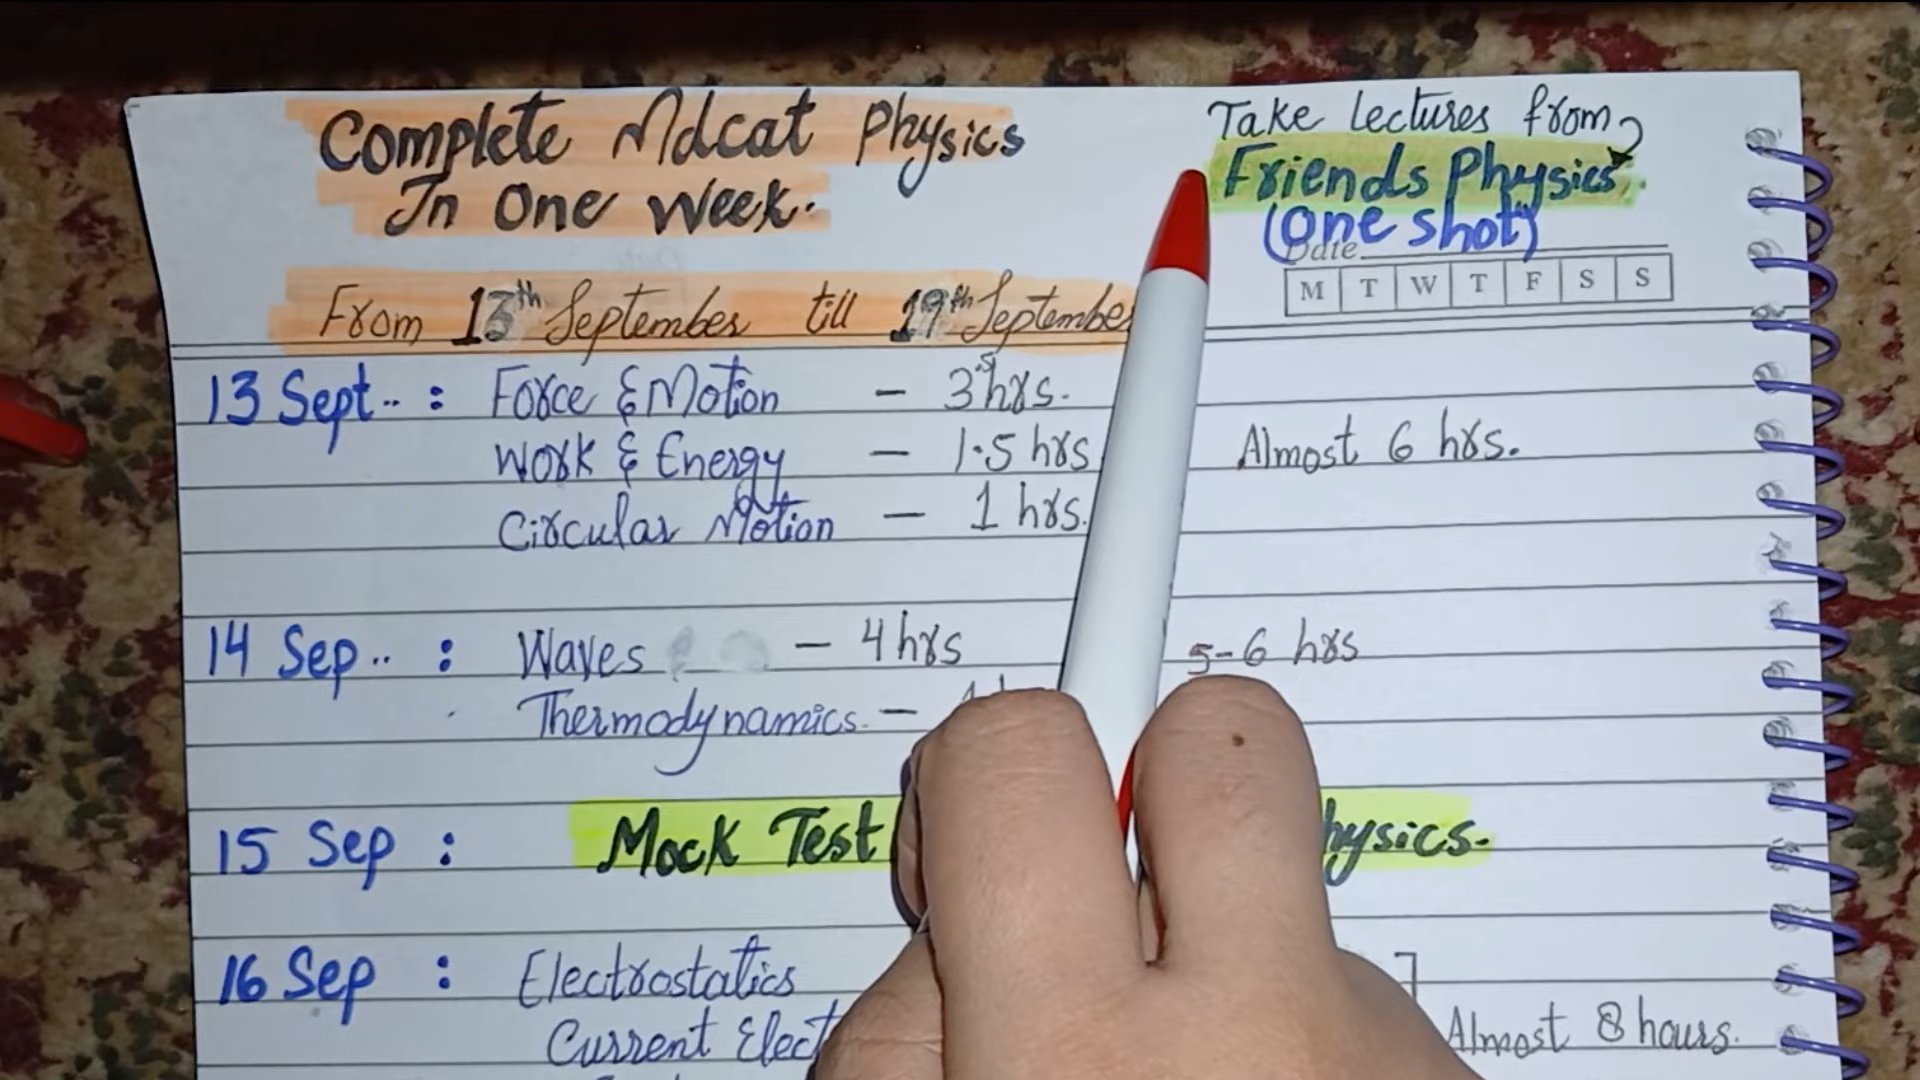 Complete Mdcat Physics
In One Week.
Take lectures from
Friends Physics.
(One shot)
Date
M T W T F S S
From 13th September till 19th September
13 Sept.. : Force & Motion - 3 hrs.
Work & Energy - 1.5 hrs
Almost 6 hrs.
Circular Motion - 1 hrs.
14 Sep.. : Waves - 4 hrs
5-6 hrs
Thermodynamics. -
15 Sep : Mock Test hysics.
16 Sep : Electrostatics
Current Elect
Almost 8 hours.